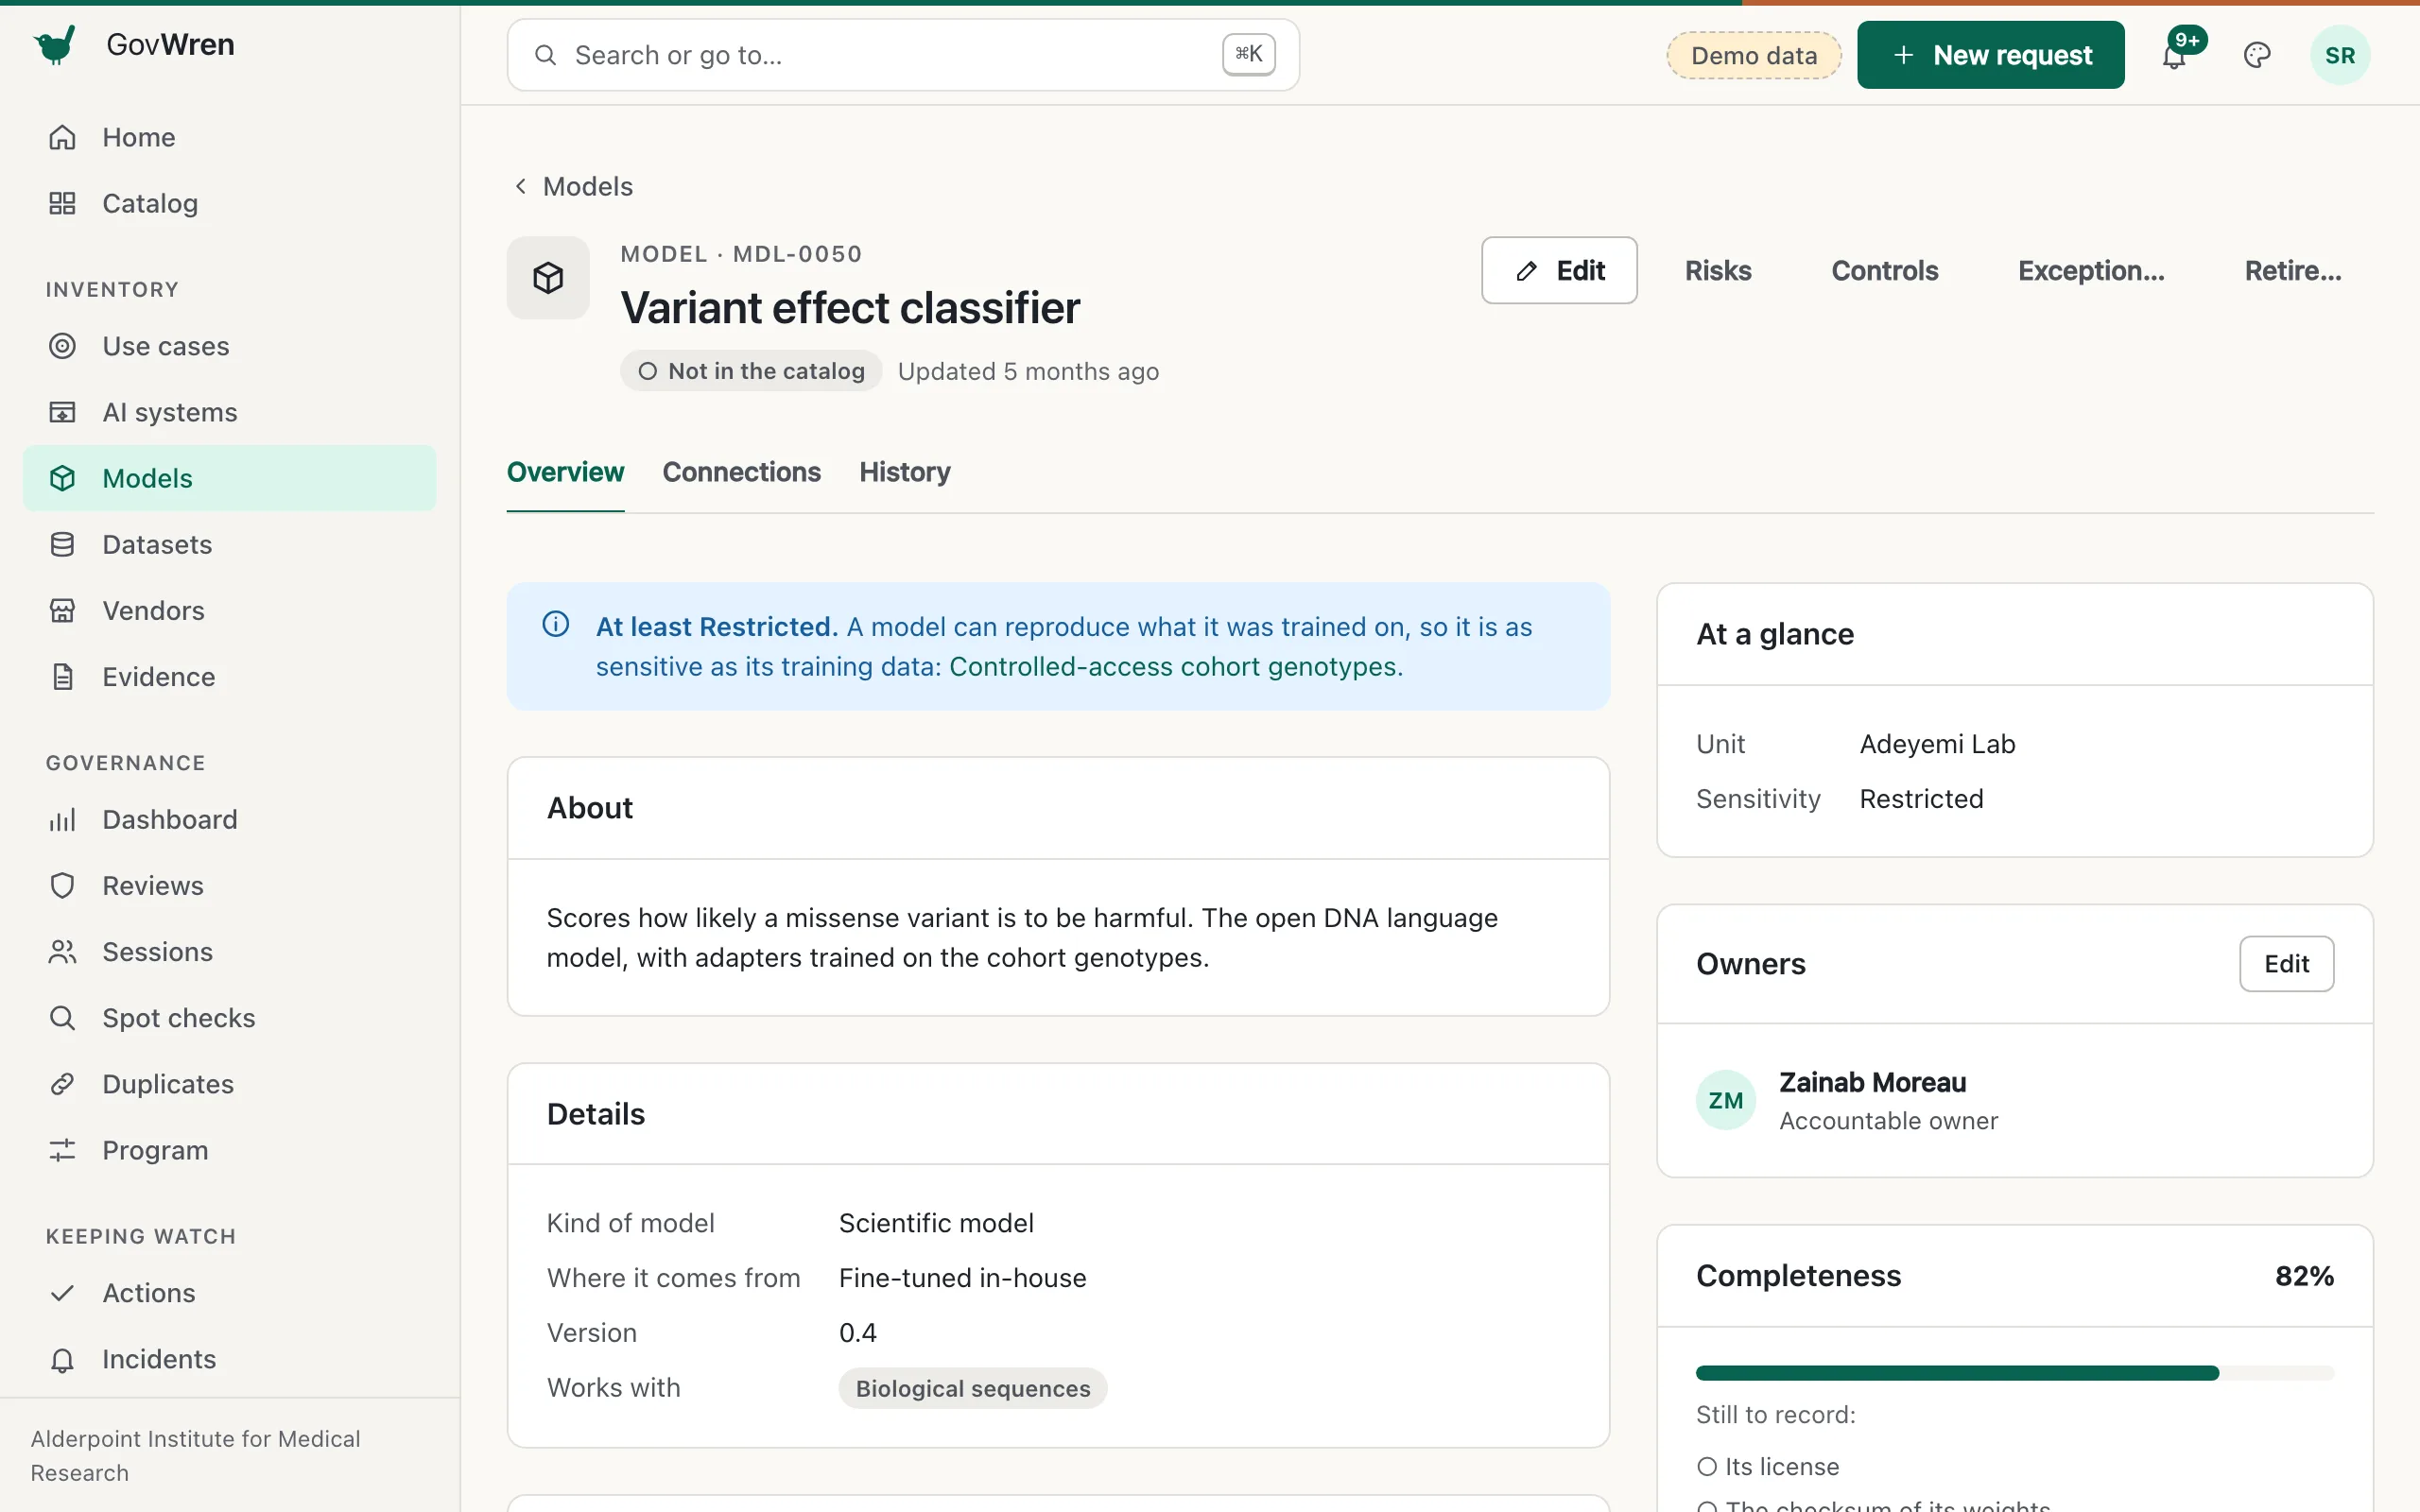 GovWren
Search or go to...
⌘K
Demo data
+ New request
9+
SR
Home
Catalog
INVENTORY
Use cases
AI systems
Models
Datasets
Vendors
Evidence
GOVERNANCE
Dashboard
Reviews
Sessions
Spot checks
Duplicates
Program
KEEPING WATCH
Actions
Incidents
Alderpoint Institute for Medical
Research
Models
MODEL · MDL-0050
Variant effect classifier
Not in the catalog
Updated 5 months ago
Edit
Risks
Controls
Exception...
Retire...
Overview
Connections
History
At least Restricted. A model can reproduce what it was trained on, so it is as
sensitive as its training data: Controlled-access cohort genotypes.
About
Scores how likely a missense variant is to be harmful. The open DNA language
model, with adapters trained on the cohort genotypes.
Details
Kind of model Scientific model
Where it comes from Fine-tuned in-house
Version 0.4
Works with Biological sequences
At a glance
Unit Adeyemi Lab
Sensitivity Restricted
Owners
Edit
ZM
Zainab Moreau
Accountable owner
Completeness 82%
Still to record:
Its license
The checksum of its weights